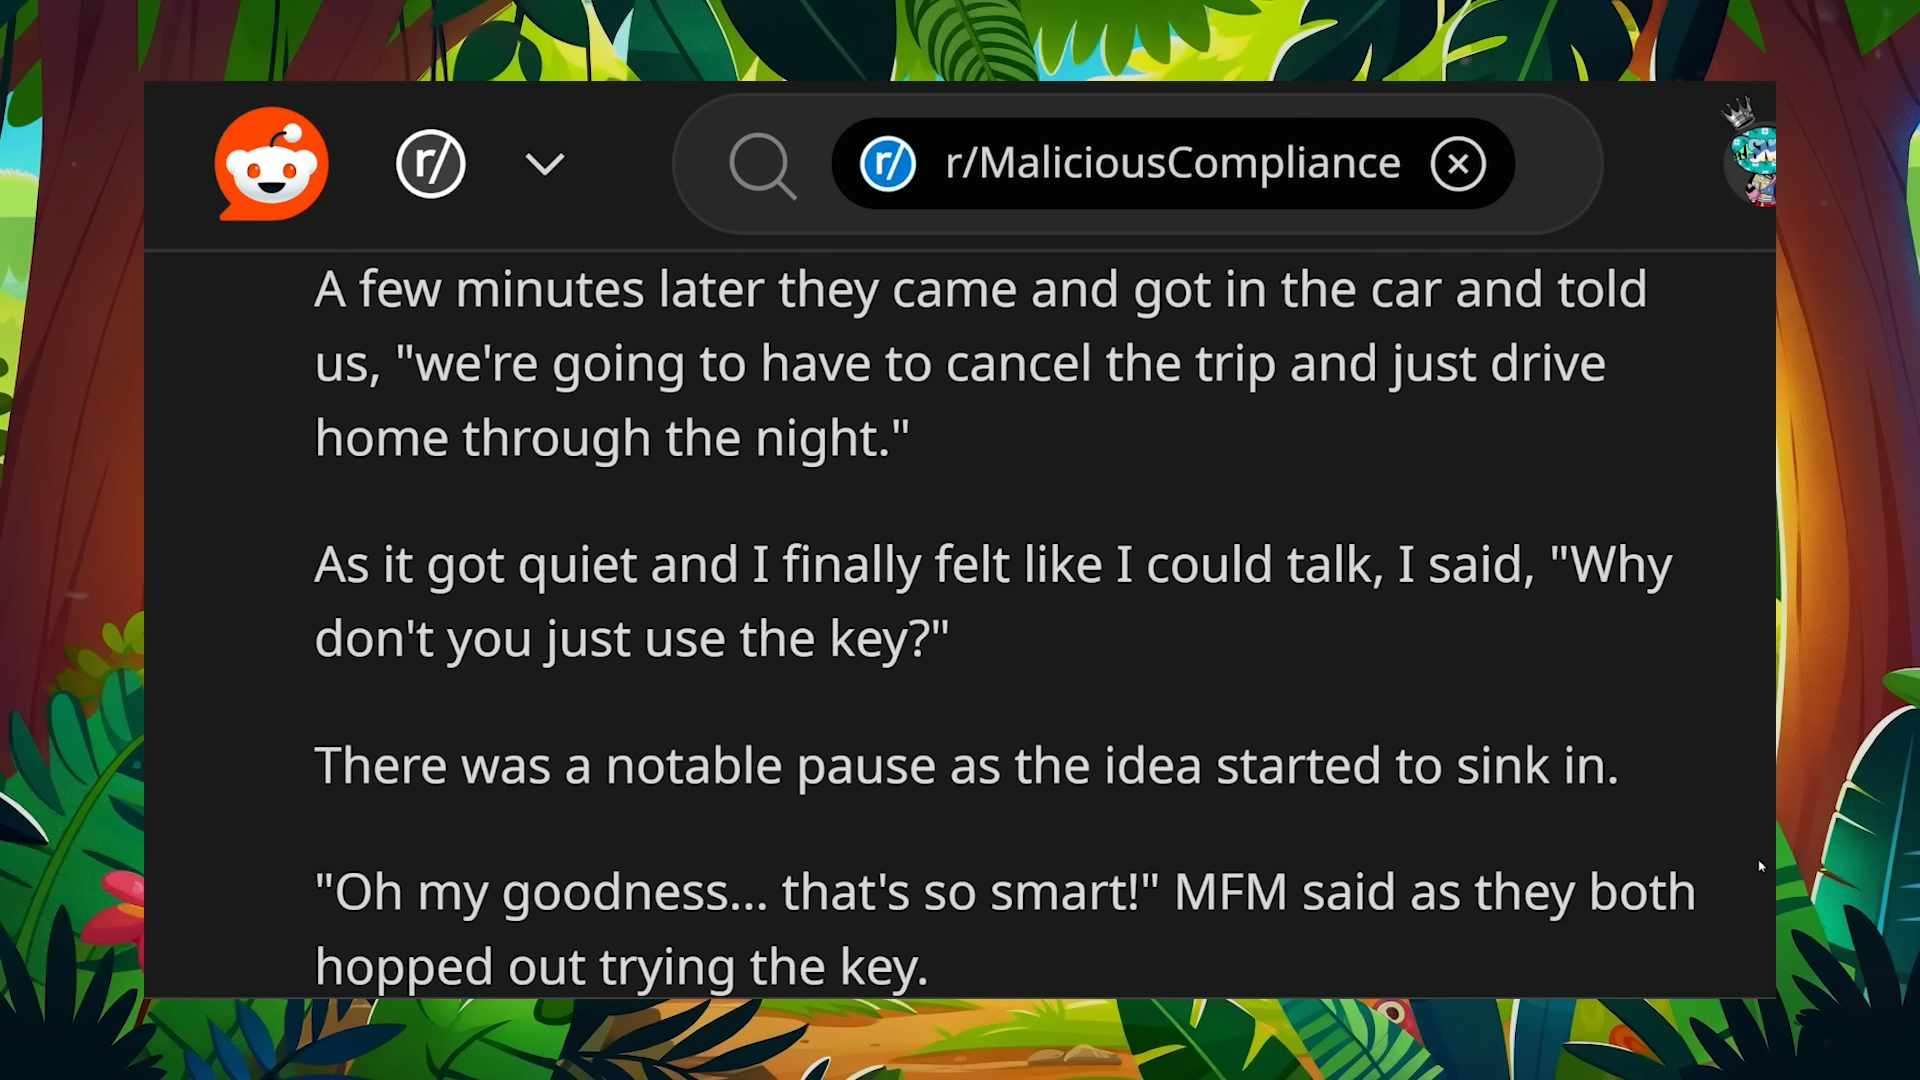 r/
r/
r/MaliciousCompliance
A few minutes later they came and got in the car and told
us, "we're going to have to cancel the trip and just drive
home through the night."
As it got quiet and I finally felt like I could talk, I said, "Why
don't you just use the key?"
There was a notable pause as the idea started to sink in.
"Oh my goodness... that's so smart!" MFM said as they both
hopped out trying the key.